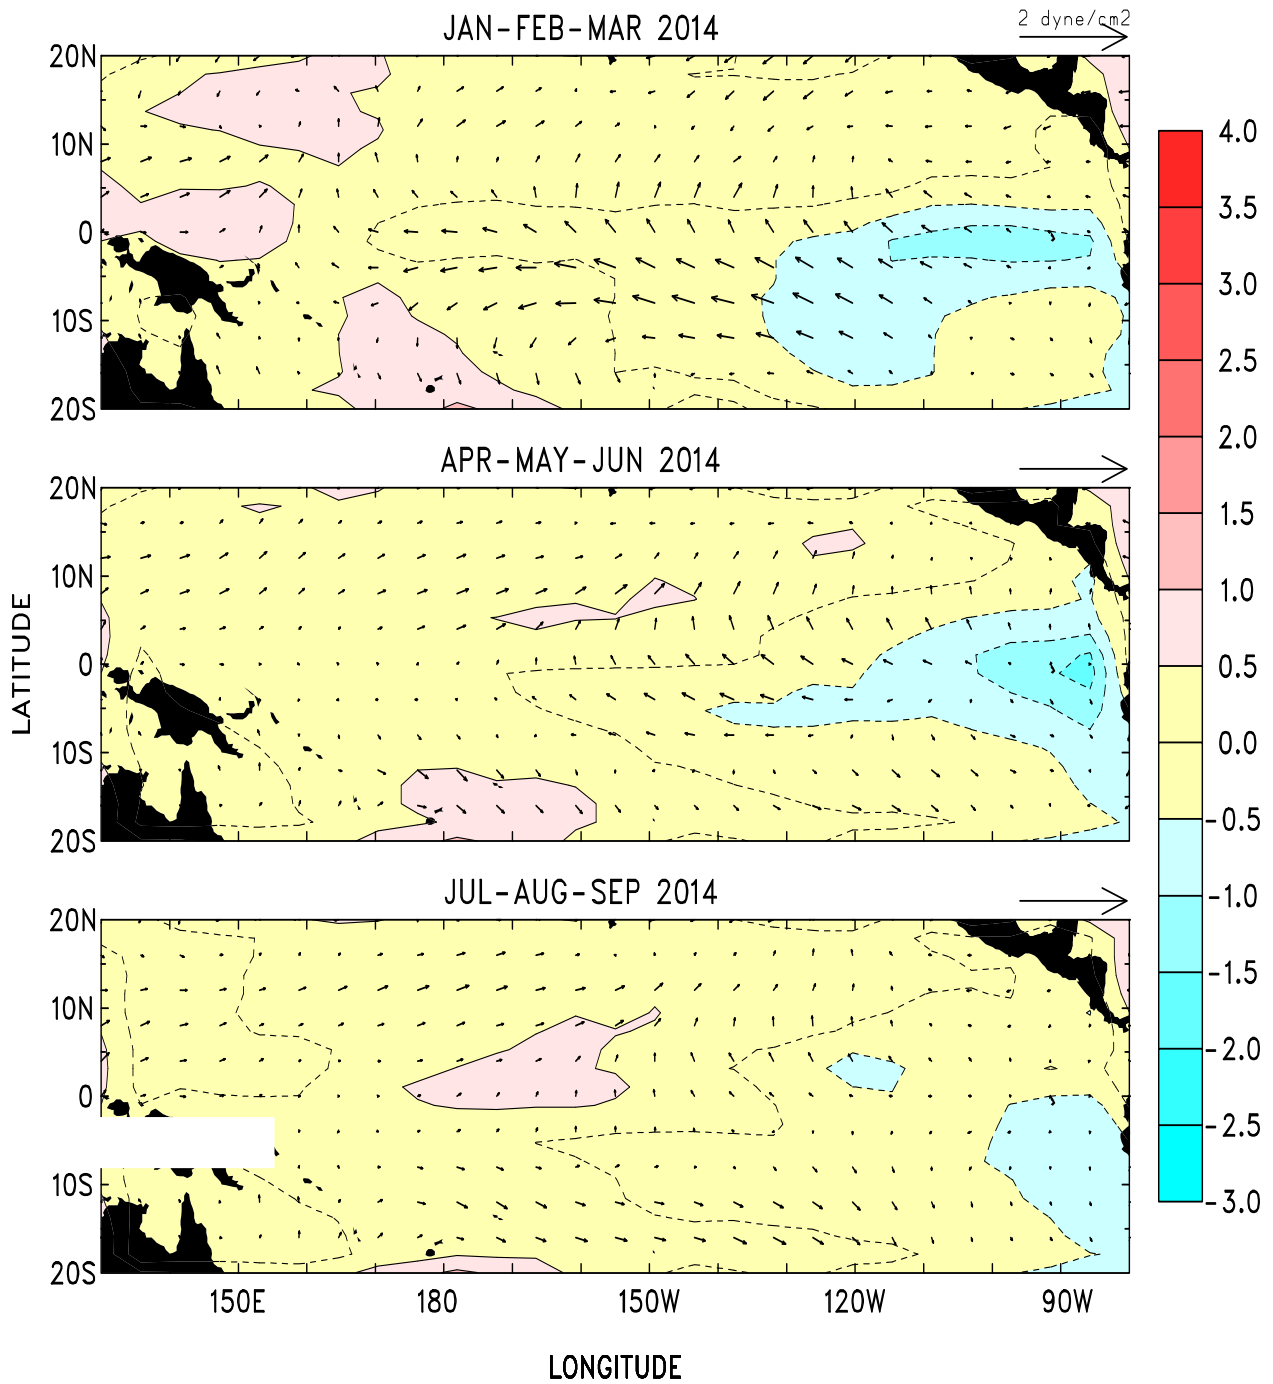 JAN-FEB-MAR 2014
2 dyne/cm2
20N
10N
0
10S
20S
APR-MAY-JUN 2014
20N
10N
0
10S
20S
LATITUDE
JUL-AUG-SEP 2014
20N
10N
0
10S
20S
150E 180 150W 120W 90W
LONGITUDE
4.0
3.5
3.0
2.5
2.0
1.5
1.0
0.5
0.0
-0.5
-1.0
-1.5
-2.0
-2.5
-3.0